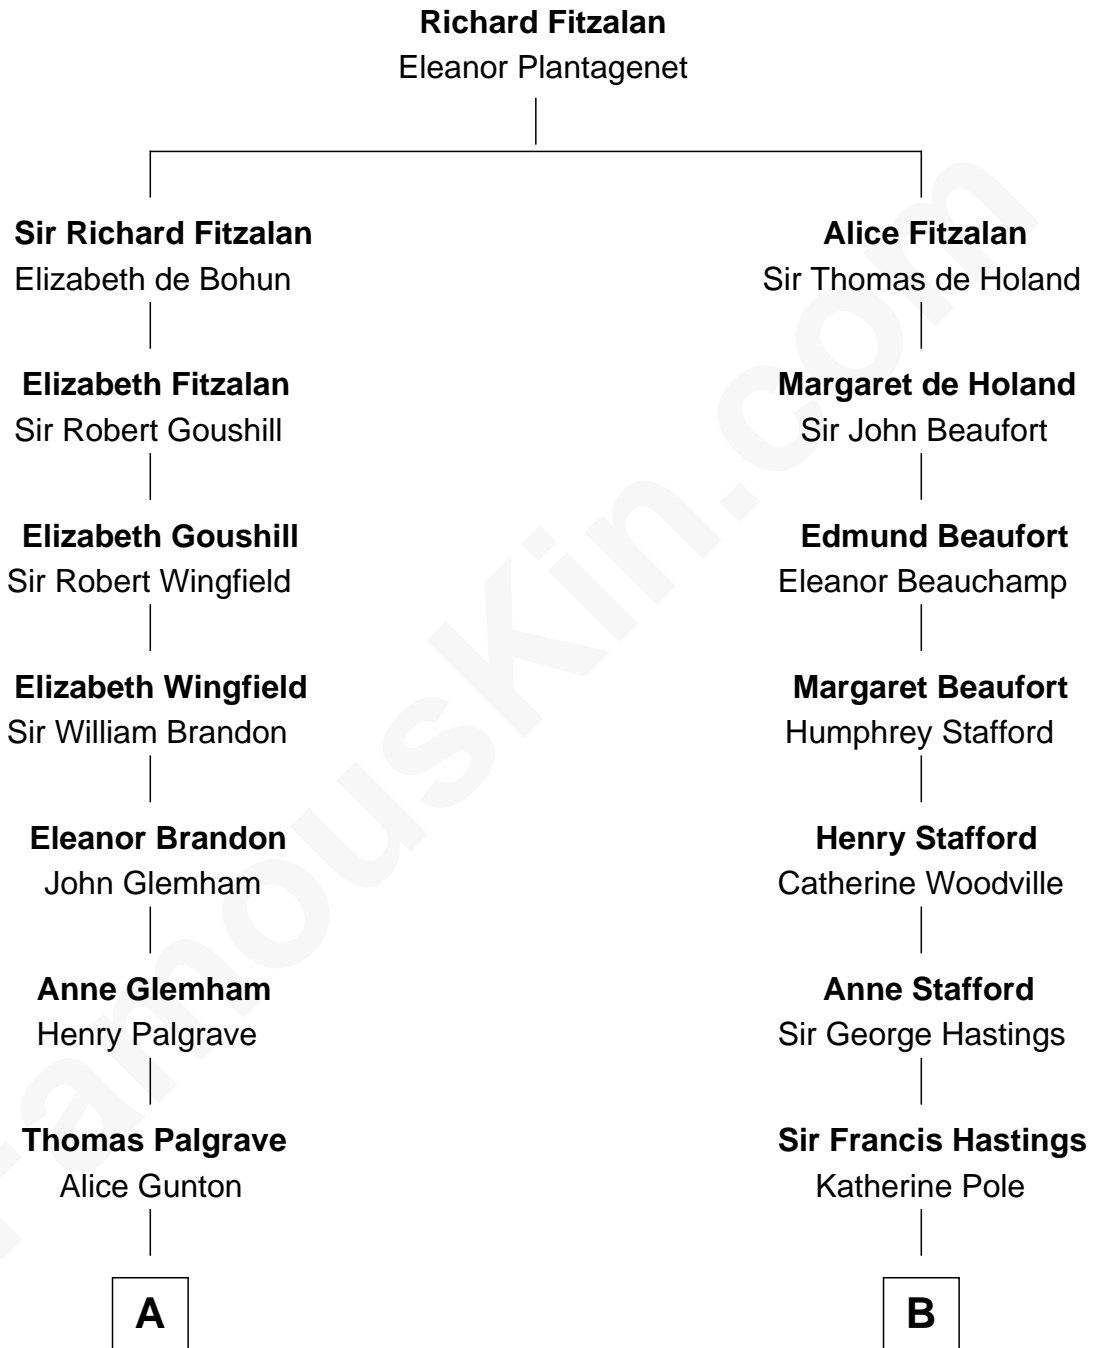 Richard Fitzalan
Eleanor Plantagenet
Sir Richard Fitzalan
Elizabeth de Bohun
Elizabeth Fitzalan
Sir Robert Goushill
Elizabeth Goushill
Sir Robert Wingfield
Elizabeth Wingfield
Sir William Brandon
Eleanor Brandon
John Glemham
Anne Glemham
Henry Palgrave
Thomas Palgrave
Alice Gunton
A
Alice Fitzalan
Sir Thomas de Holand
Margaret de Holand
Sir John Beaufort
Edmund Beaufort
Eleanor Beauchamp
Margaret Beaufort
Humphrey Stafford
Henry Stafford
Catherine Woodville
Anne Stafford
Sir George Hastings
Sir Francis Hastings
Katherine Pole
B
FamousKin.com